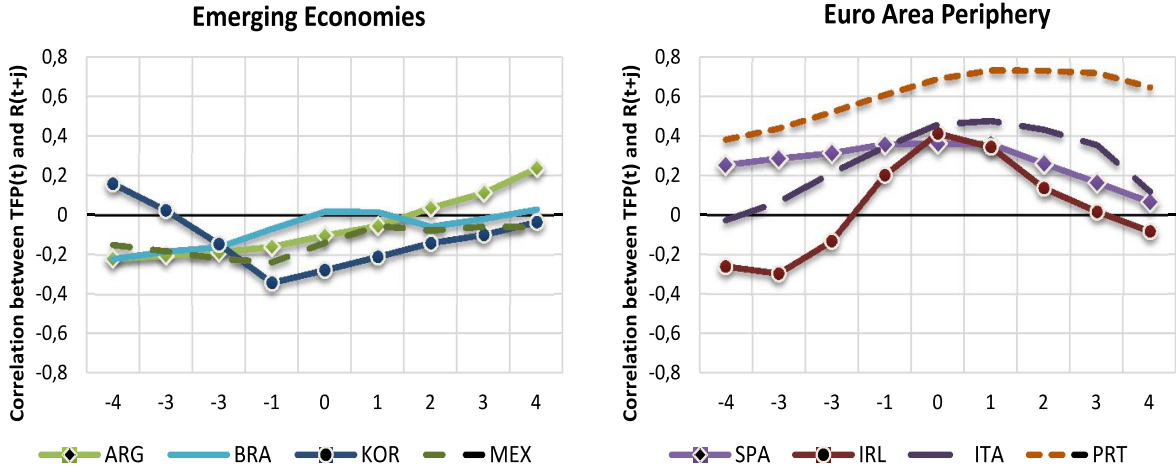 Emerging Economies
Correlation between TFP(t) and R(t+j)
0,8
0,6
0,4
0,2
0
-0,2
-0,4
-0,6
-0,8
-4 -3 -3 -1 0 1 2 3 4
ARG BRA KOR MEX
Euro Area Periphery
Correlation between TFP(t) and R(t+j)
0,8
0,6
0,4
0,2
0
-0,2
-0,4
-0,6
-0,8
-4 -3 -3 -1 0 1 2 3 4
SPA IRL ITA PRT